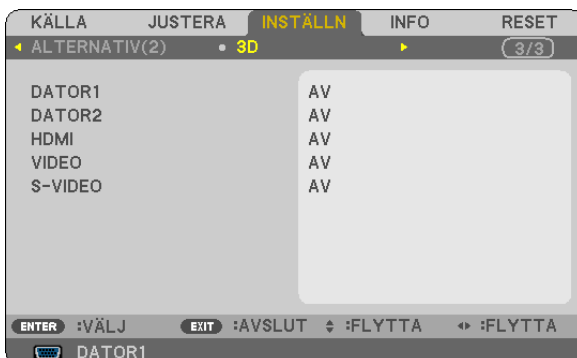 KÄLLA JUSTERA INSTÄLLN INFO RESET
ALTERNATIV(2) 3D 3/3
DATOR1 AV
DATOR2 AV
HDMI AV
VIDEO AV
S-VIDEO AV
ENTER :VÄLJ EXIT :AVSLUT :FLYTTA :FLYTTA
DATOR1